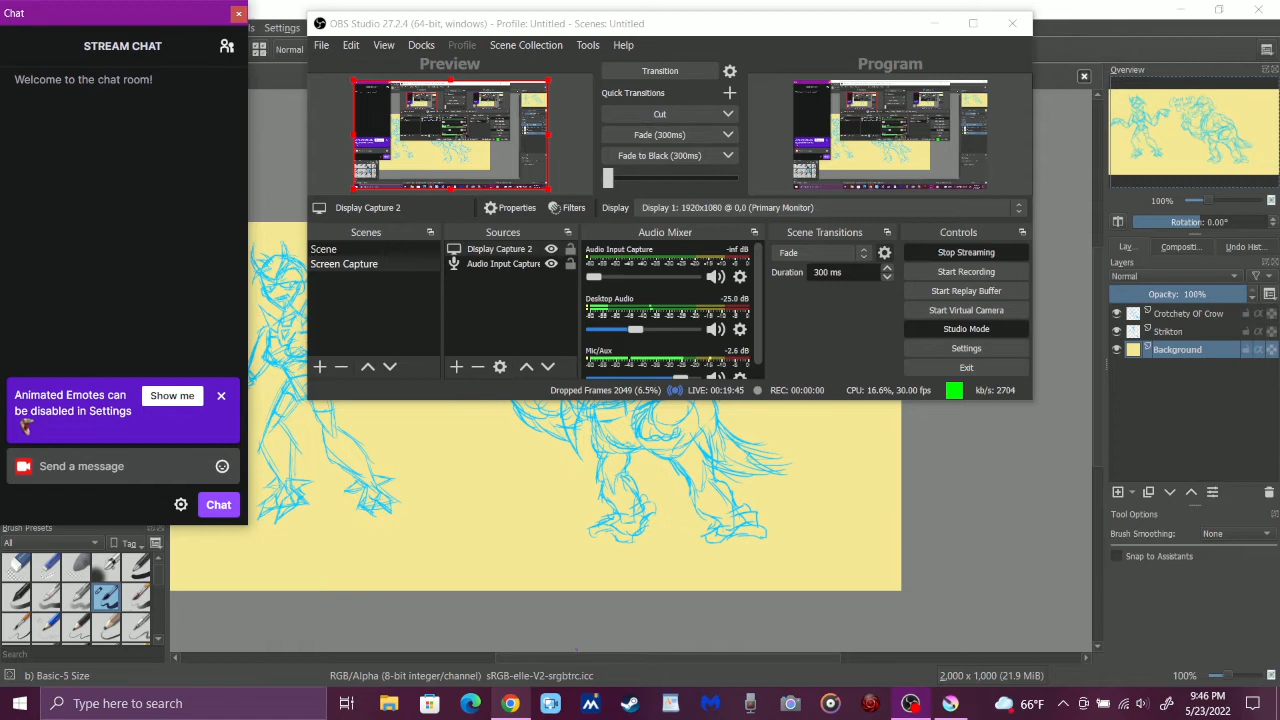 Chat
STREAM CHAT
Welcome to the chat room!
Animated Emotes can
be disabled in Settings
Show me
Send a message
Chat
Settings
Normal
OBS Studio 27.2.4 (64-bit, windows) - Profile: Untitled - Scenes: Untitled
File Edit View Docks Profile Scene Collection Tools Help
Preview
Transition
Quick Transitions
Cut
Fade (300ms)
Fade to Black (300ms)
Program
Display Capture 2
Properties
Filters
Display
Display 1: 1920x1080 @ 0,0 (Primary Monitor)
Scenes
Scene
Screen Capture
Sources
Display Capture 2
Audio Input Capture
Audio Mixer
Audio Input Capture -inf dB
Desktop Audio -25.0 dB
Mic/Aux -2.6 dB
Scene Transitions
Fade
Duration 300 ms
Controls
Stop Streaming
Start Recording
Start Replay Buffer
Start Virtual Camera
Studio Mode
Settings
Exit
Dropped Frames 2049 (6.5%) LIVE: 00:19:45 REC: 00:00:00 CPU: 16.6%, 30.00 fps kb/s: 2704
Overview
100%
Rotation: 0.00°
Lay... Compositi... Undo Hist...
Layers
Normal
Opacity: 100%
Crotchety Ol' Crow
Strikton
Background
Tool Options
Brush Smoothing: None
Snap to Assistants
Brush Presets
All
Tag
Search
b) Basic-5 Size
RGB/Alpha (8-bit integer/channel) sRGB-elle-V2-srgbtrc.icc
2,000 x 1,000 (21.9 MiB)
100%
Type here to search
66°F
9:46 PM
5/23/2022